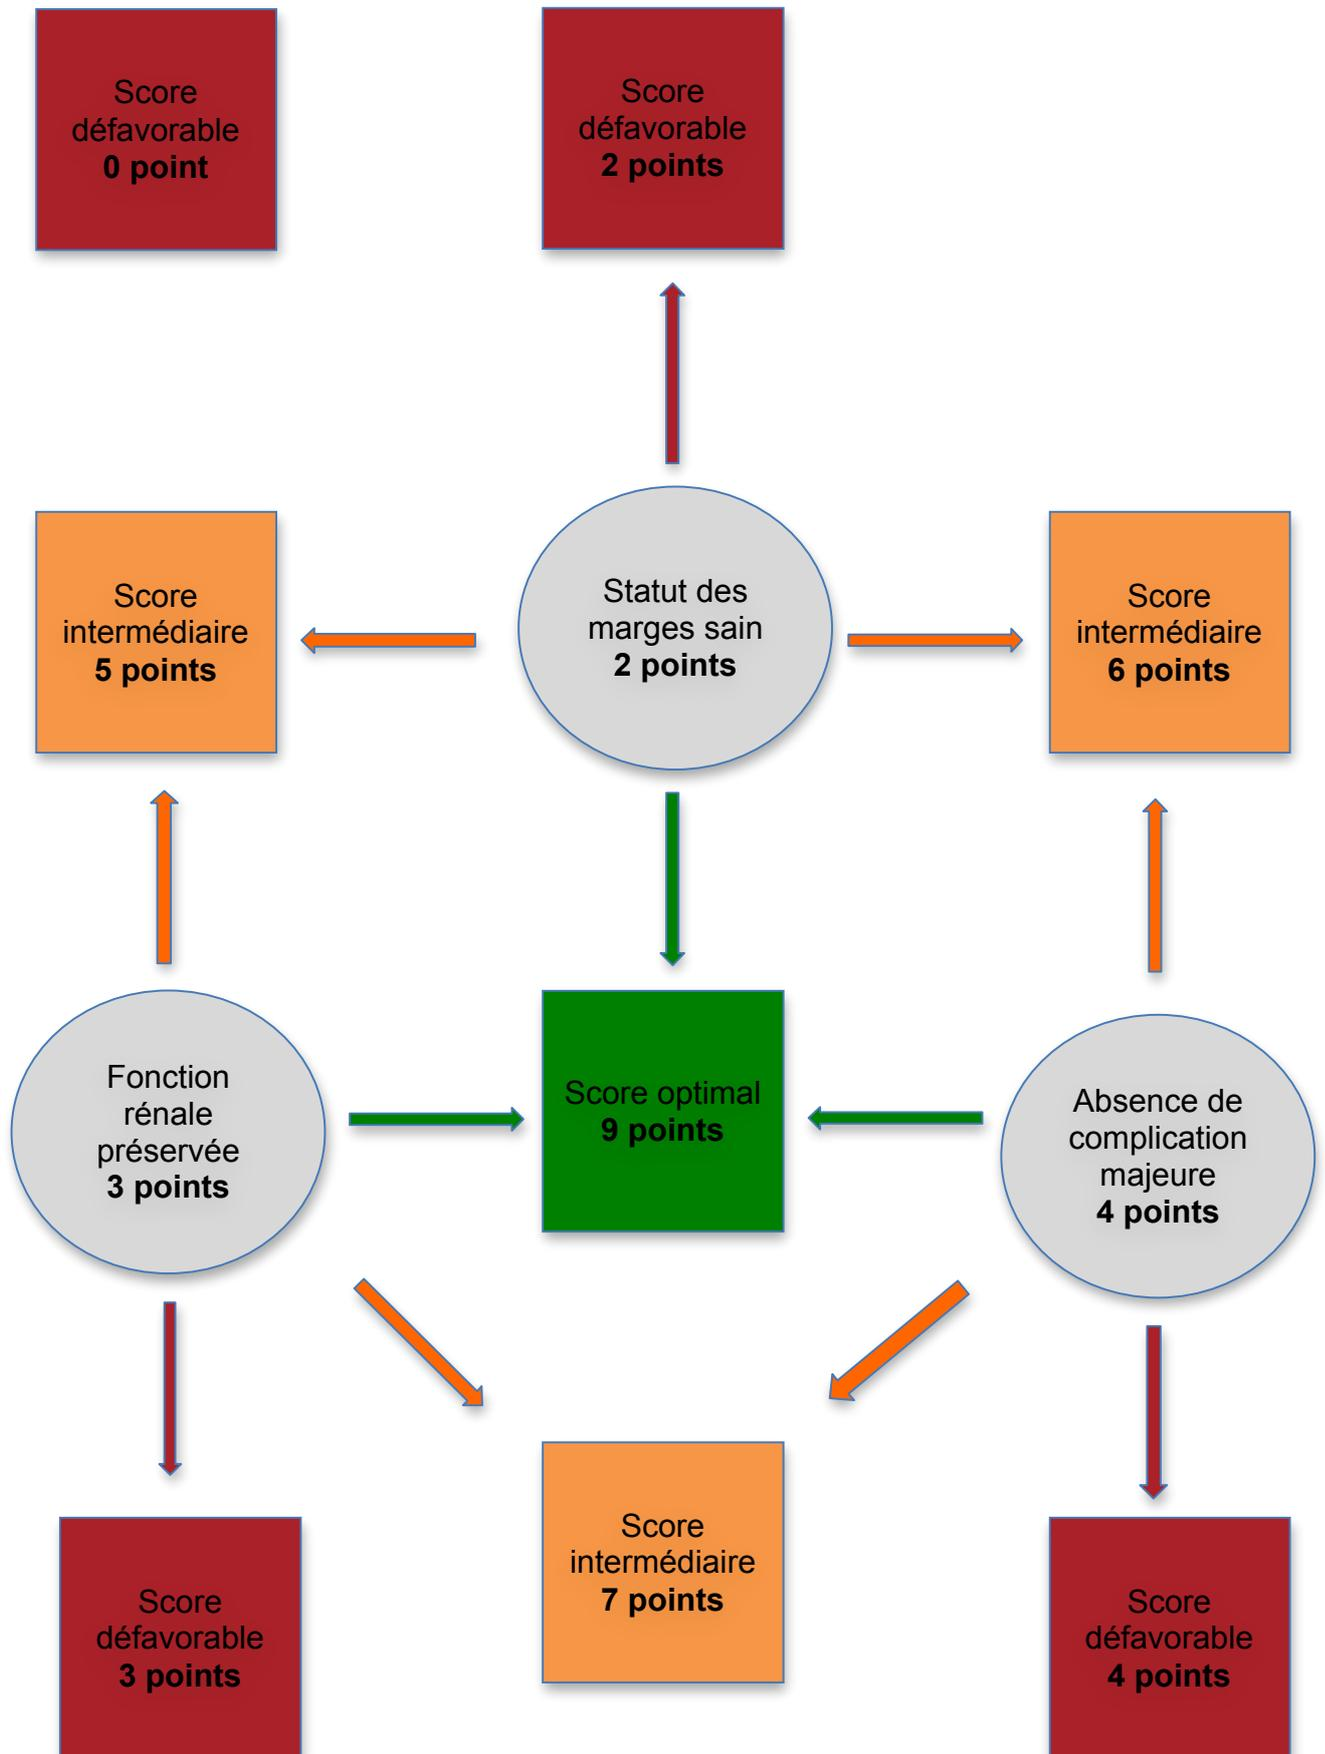 Score
défavorable
0 point
Score
défavorable
2 points
Score
intermédiaire
5 points
Statut des
marges sain
2 points
Score
intermédiaire
6 points
Fonction
rénale
préservée
3 points
Score optimal
9 points
Absence de
complication
majeure
4 points
Score
défavorable
3 points
Score
intermédiaire
7 points
Score
défavorable
4 points